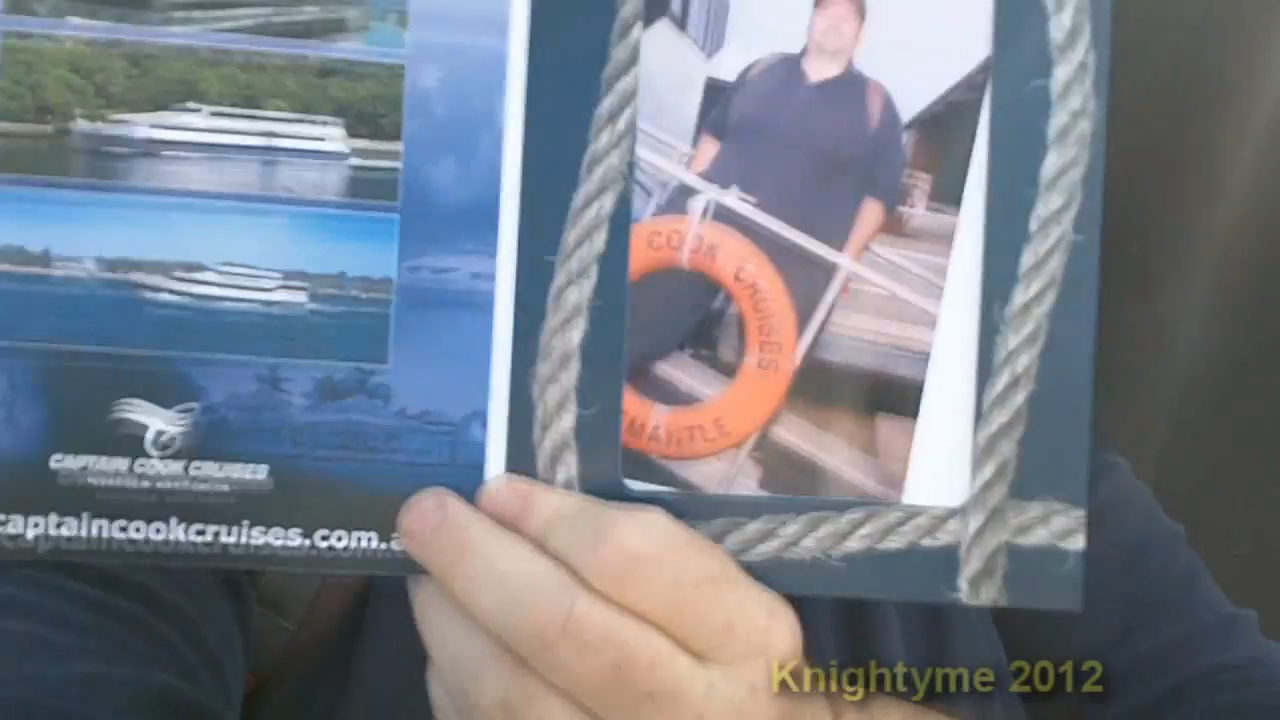 COOK CRUISES
MANTLE
CAPTAIN COOK CRUISES
captaincookcruises.com.a
Knightyme 2012